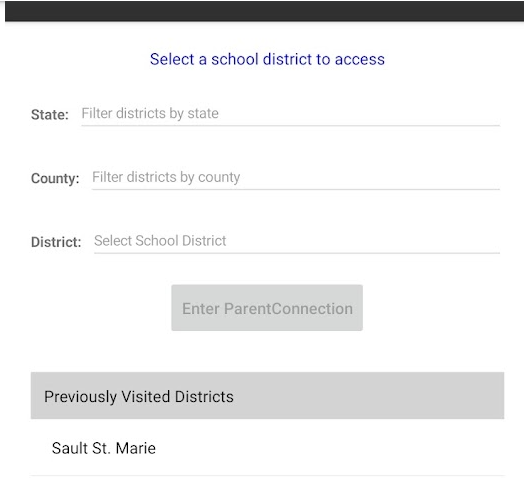 Select a school district to access
State: Filter districts by state
County: Filter districts by county
District: Select School District
Enter ParentConnection
Previously Visited Districts
Sault St. Marie